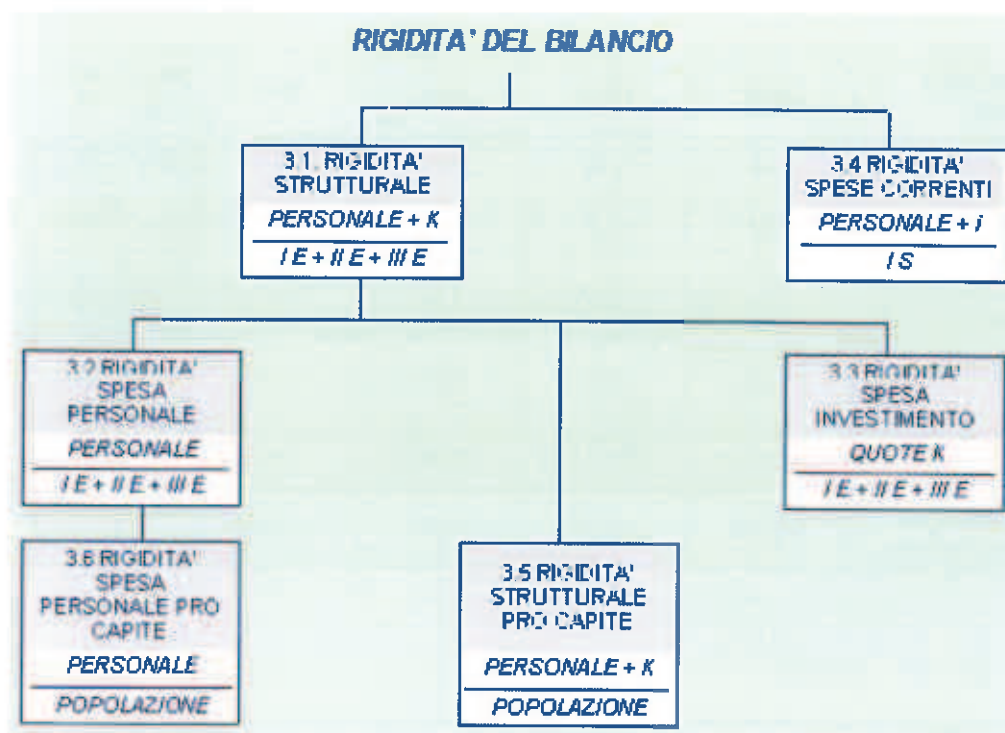 RIGIDITA' DEL BILANCIO
3.1. RIGIDITA'
STRUTTURALE
PERSONALE + K
I E + II E + III E
3.4 RIGIDITA'
SPESE CORRENTI
PERSONALE + I
I S
3.2 RIGIDITA'
SPESA
PERSONALE
PERSONALE
I E + II E + III E
3.3 RIGIDITA'
SPESA
INVESTIMENTO
QUOTE K
I E + II E + III E
3.6 RIGIDITA'
SPESA
PERSONALE PRO
CAPITE
PERSONALE
POPOLAZIONE
3.5 RIGIDITA'
STRUTTURALE
PRO CAPITE
PERSONALE + K
POPOLAZIONE